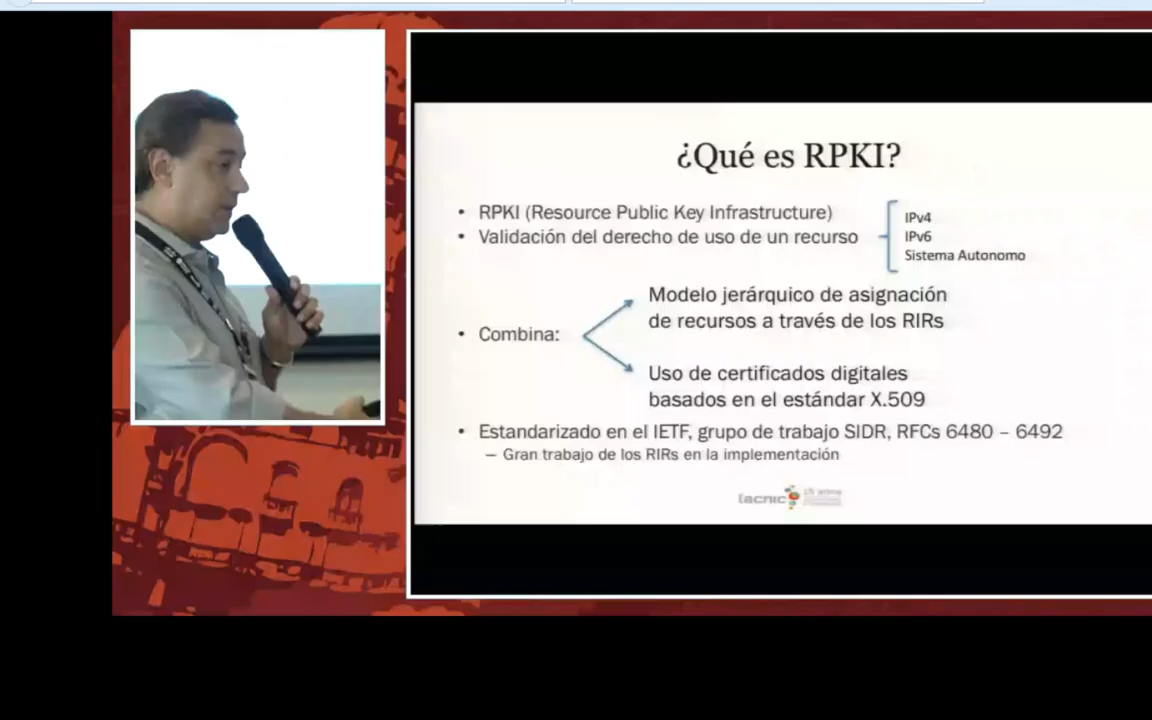 ¿Qué es RPKI?
• RPKI (Resource Public Key Infrastructure)
• Validación del derecho de uso de un recurso
IPv4
IPv6
Sistema Autonomo
• Combina:
Modelo jerárquico de asignación
de recursos a través de los RIRs
Uso de certificados digitales
basados en el estándar X.509
• Estandarizado en el IETF, grupo de trabajo SIDR, RFCs 6480 – 6492
– Gran trabajo de los RIRs en la implementación
lacnic